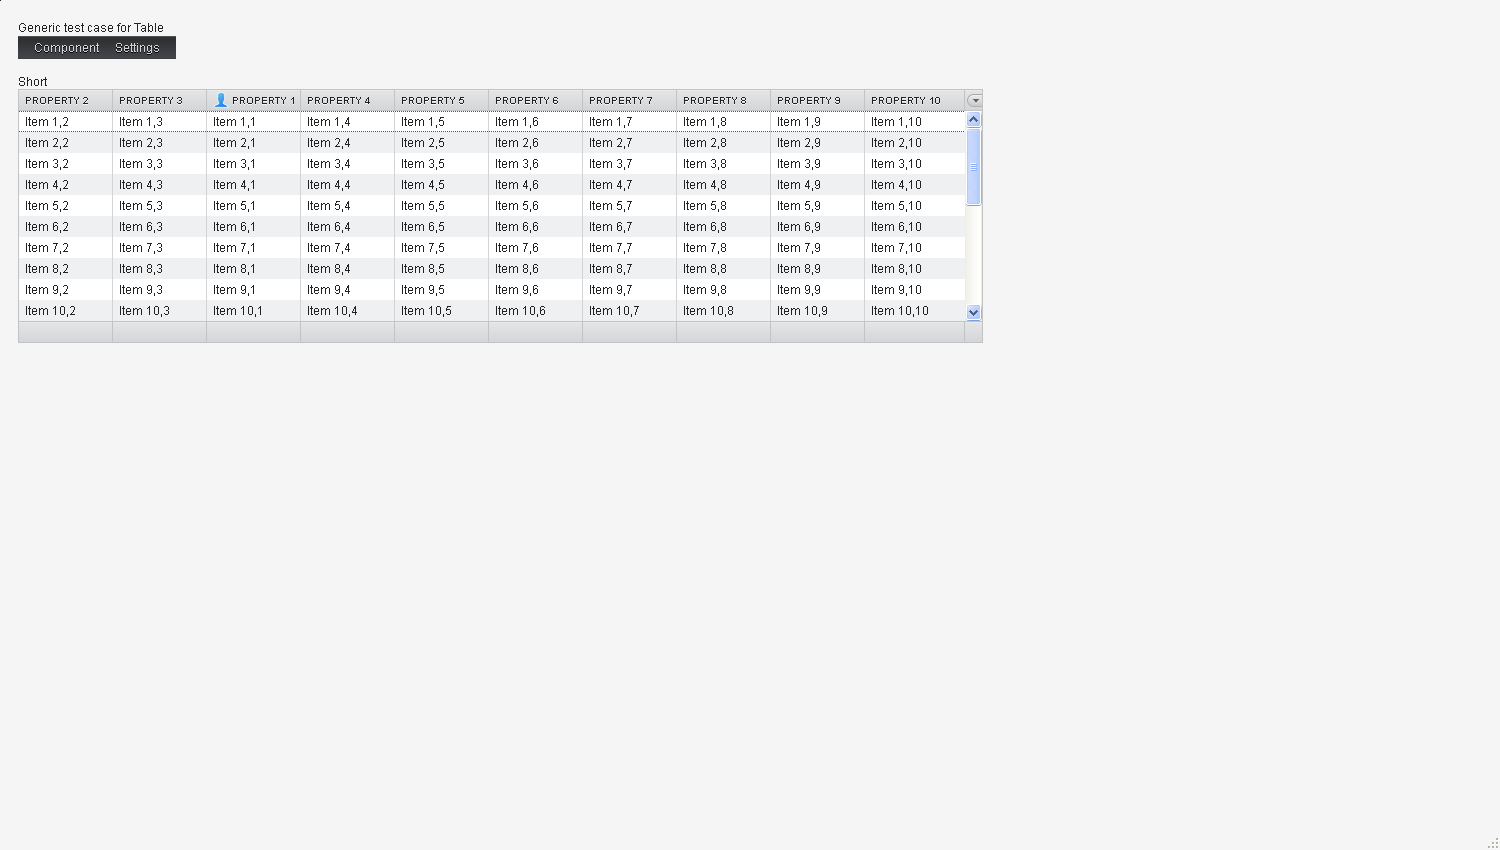 Generic test case for Table
Component Settings
Short
PROPERTY 2 PROPERTY 3 PROPERTY 1 PROPERTY 4 PROPERTY 5 PROPERTY 6 PROPERTY 7 PROPERTY 8 PROPERTY 9 PROPERTY 10
Item 1,2 Item 1,3 Item 1,1 Item 1,4 Item 1,5 Item 1,6 Item 1,7 Item 1,8 Item 1,9 Item 1,10
Item 2,2 Item 2,3 Item 2,1 Item 2,4 Item 2,5 Item 2,6 Item 2,7 Item 2,8 Item 2,9 Item 2,10
Item 3,2 Item 3,3 Item 3,1 Item 3,4 Item 3,5 Item 3,6 Item 3,7 Item 3,8 Item 3,9 Item 3,10
Item 4,2 Item 4,3 Item 4,1 Item 4,4 Item 4,5 Item 4,6 Item 4,7 Item 4,8 Item 4,9 Item 4,10
Item 5,2 Item 5,3 Item 5,1 Item 5,4 Item 5,5 Item 5,6 Item 5,7 Item 5,8 Item 5,9 Item 5,10
Item 6,2 Item 6,3 Item 6,1 Item 6,4 Item 6,5 Item 6,6 Item 6,7 Item 6,8 Item 6,9 Item 6,10
Item 7,2 Item 7,3 Item 7,1 Item 7,4 Item 7,5 Item 7,6 Item 7,7 Item 7,8 Item 7,9 Item 7,10
Item 8,2 Item 8,3 Item 8,1 Item 8,4 Item 8,5 Item 8,6 Item 8,7 Item 8,8 Item 8,9 Item 8,10
Item 9,2 Item 9,3 Item 9,1 Item 9,4 Item 9,5 Item 9,6 Item 9,7 Item 9,8 Item 9,9 Item 9,10
Item 10,2 Item 10,3 Item 10,1 Item 10,4 Item 10,5 Item 10,6 Item 10,7 Item 10,8 Item 10,9 Item 10,10